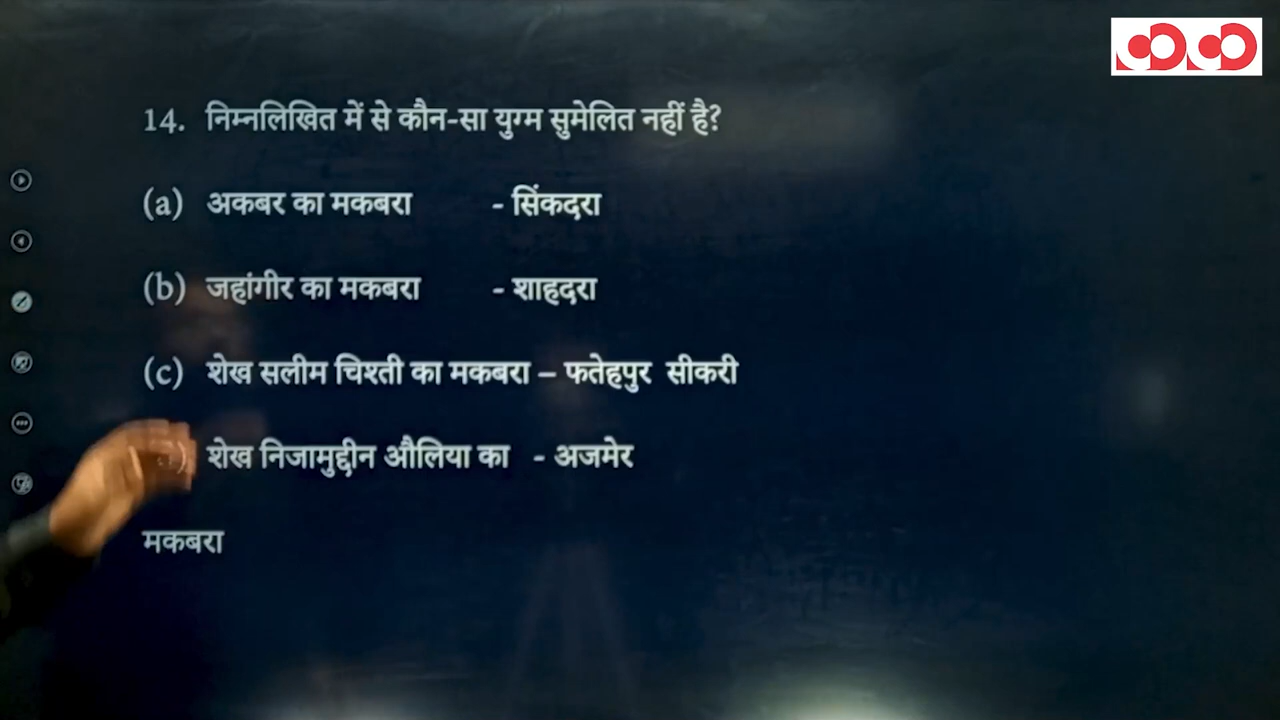 14. निम्नलिखित में से कौन-सा युग्म सुमेलित नहीं है?
(a) अकबर का मकबरा - सिंकदरा
(b) जहांगीर का मकबरा - शाहदरा
(c) शेख सलीम चिश्ती का मकबरा – फतेहपुर सीकरी
(d) शेख निजामुद्दीन औलिया का - अजमेर
मकबरा